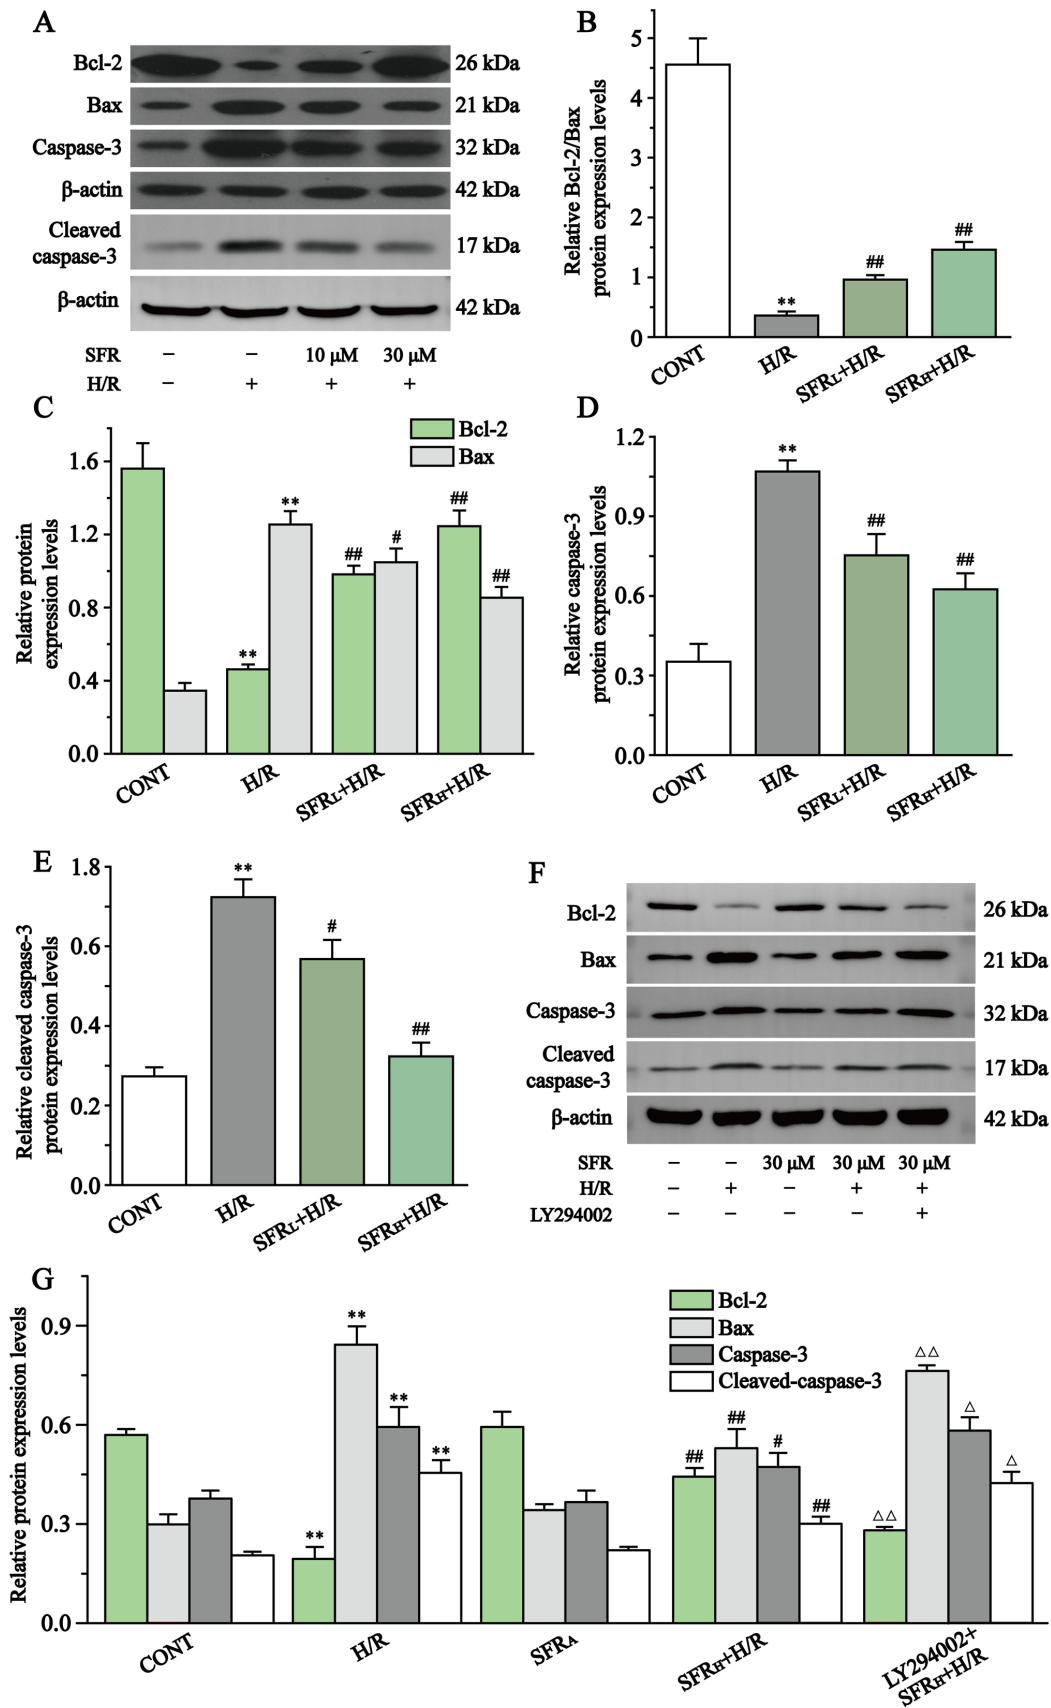 A
Bcl-2 26 kDa
Bax 21 kDa
Caspase-3 32 kDa
β-actin 42 kDa
Cleaved
caspase-3 17 kDa
β-actin 42 kDa
SFR – – 10 μM 30 μM
H/R – + + +
B
Relative Bcl-2/Bax
protein expression levels
5
4
3
2
1
0
**
##
##
CONT
H/R
SFRL+H/R
SFRH+H/R
C
Relative protein
expression levels
1.6
1.2
0.8
0.4
0.0
Bcl-2
Bax
**
**
##
#
##
##
CONT
H/R
SFRL+H/R
SFRH+H/R
D
Relative caspase-3
protein expression levels
1.2
0.9
0.6
0.3
0.0
**
##
##
CONT
H/R
SFRL+H/R
SFRH+H/R
E
Relative cleaved caspase-3
protein expression levels
1.8
0.6
0.4
0.2
0.0
**
#
##
CONT
H/R
SFRL+H/R
SFRH+H/R
F
Bcl-2 26 kDa
Bax 21 kDa
Caspase-3 32 kDa
Cleaved
caspase-3 17 kDa
β-actin 42 kDa
SFR – – 30 μM 30 μM 30 μM
H/R – + – + +
LY294002 – – – – +
G
Relative protein expression levels
0.9
0.6
0.3
0.0
Bcl-2
Bax
Caspase-3
Cleaved-caspase-3
**
**
**
**
##
##
#
##
△△
△△
△
△
CONT
H/R
SFRA
SFRH+H/R
LY294002+
SFRH+H/R